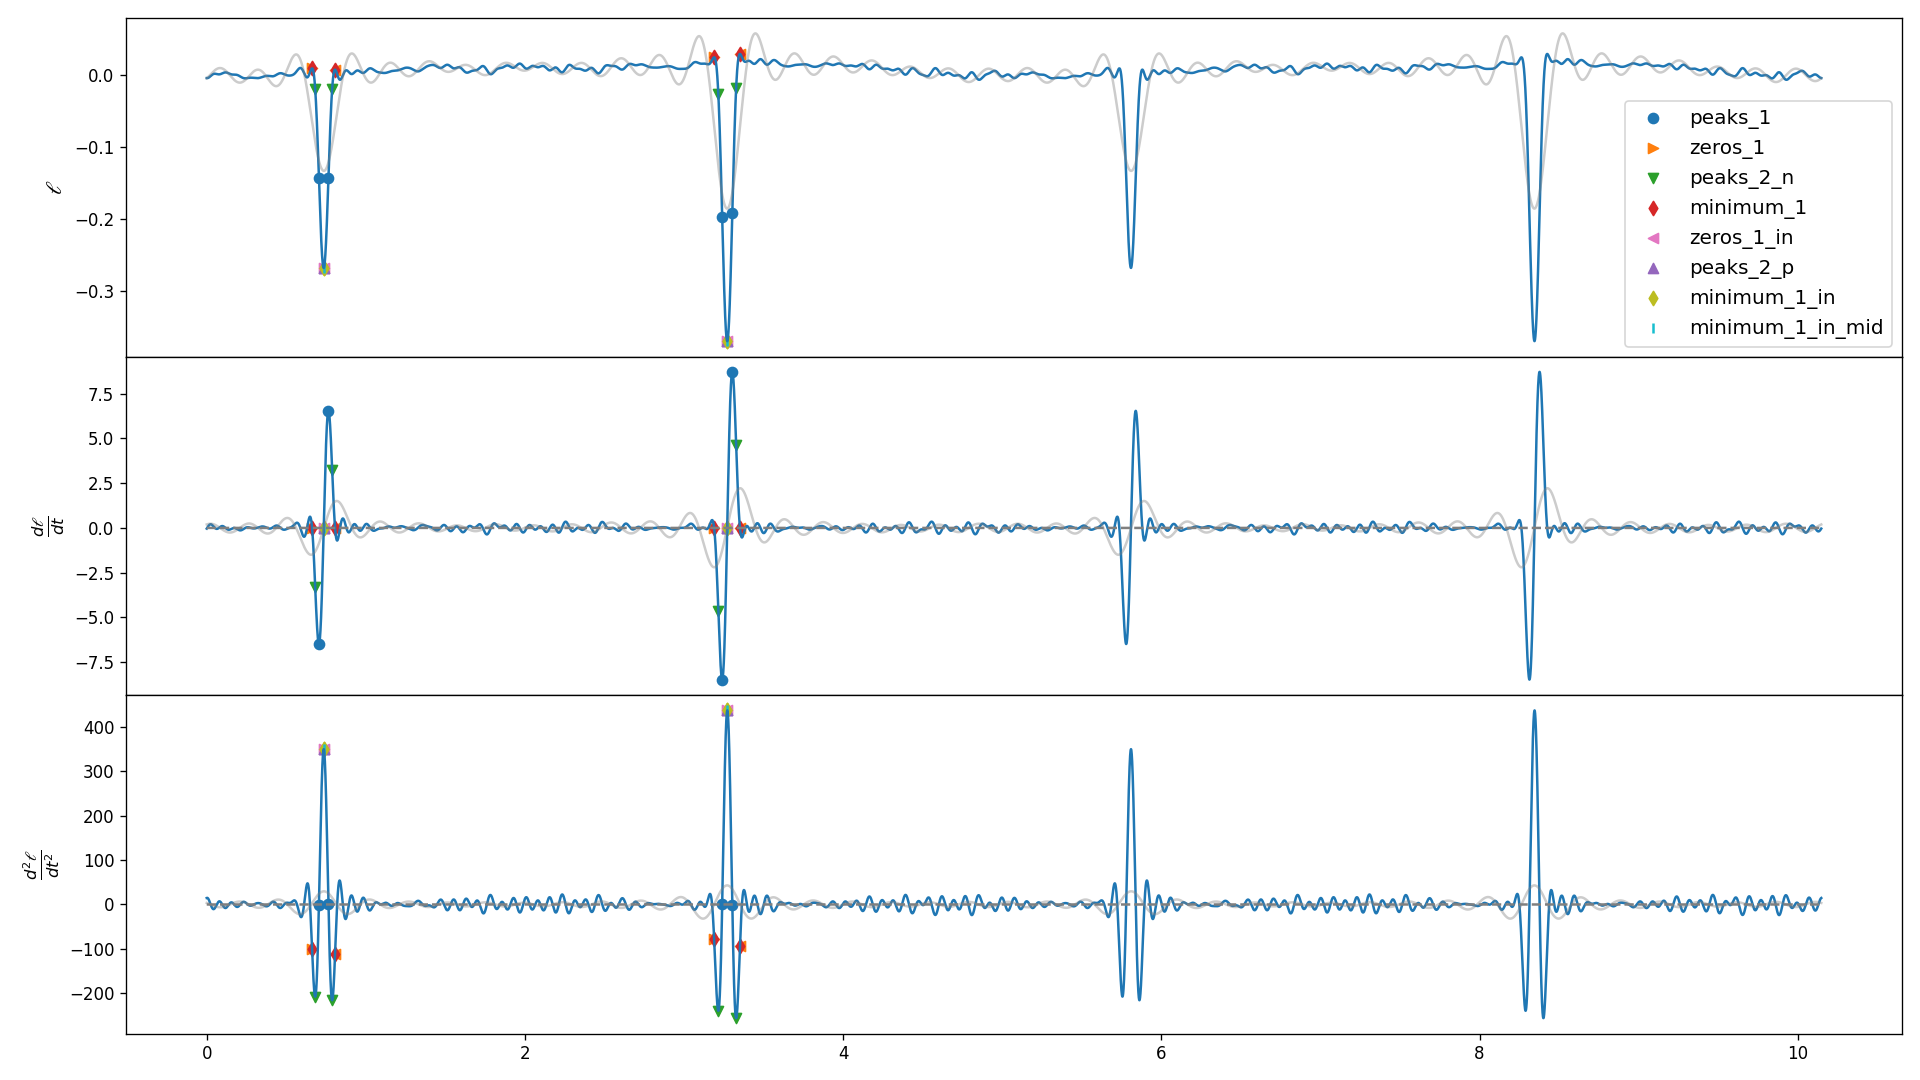 0.0
−0.1
−0.2
−0.3
ℓ
peaks_1
zeros_1
peaks_2_n
minimum_1
zeros_1_in
peaks_2_p
minimum_1_in
minimum_1_in_mid
7.5
5.0
2.5
0.0
−2.5
−5.0
−7.5
dℓ
dt
400
300
200
100
0
−100
−200
d²ℓ
dt²
0 2 4 6 8 10